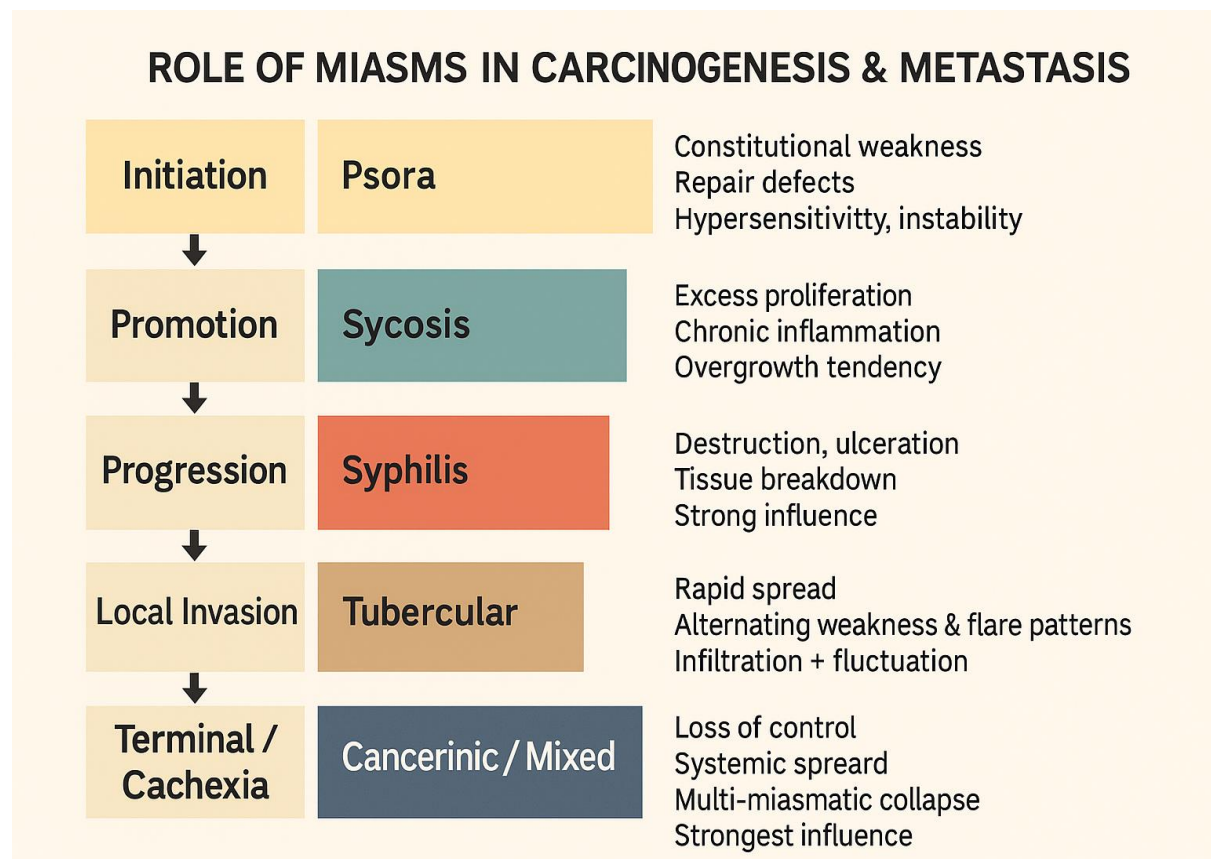 ROLE OF MIASMS IN CARCINOGENESIS & METASTASIS
Initiation
Psora
Constitutional weakness
Repair defects
Hypersensitivitty, instability
Promotion
Sycosis
Excess proliferation
Chronic inflammation
Overgrowth tendency
Progression
Syphilis
Destruction, ulceration
Tissue breakdown
Strong influence
Local Invasion
Tubercular
Rapid spread
Alternating weakness & flare patterns
Infiltration + fluctuation
Terminal /
Cachexia
Cancerinic / Mixed
Loss of control
Systemic spreard
Multi-miasmatic collapse
Strongest influence